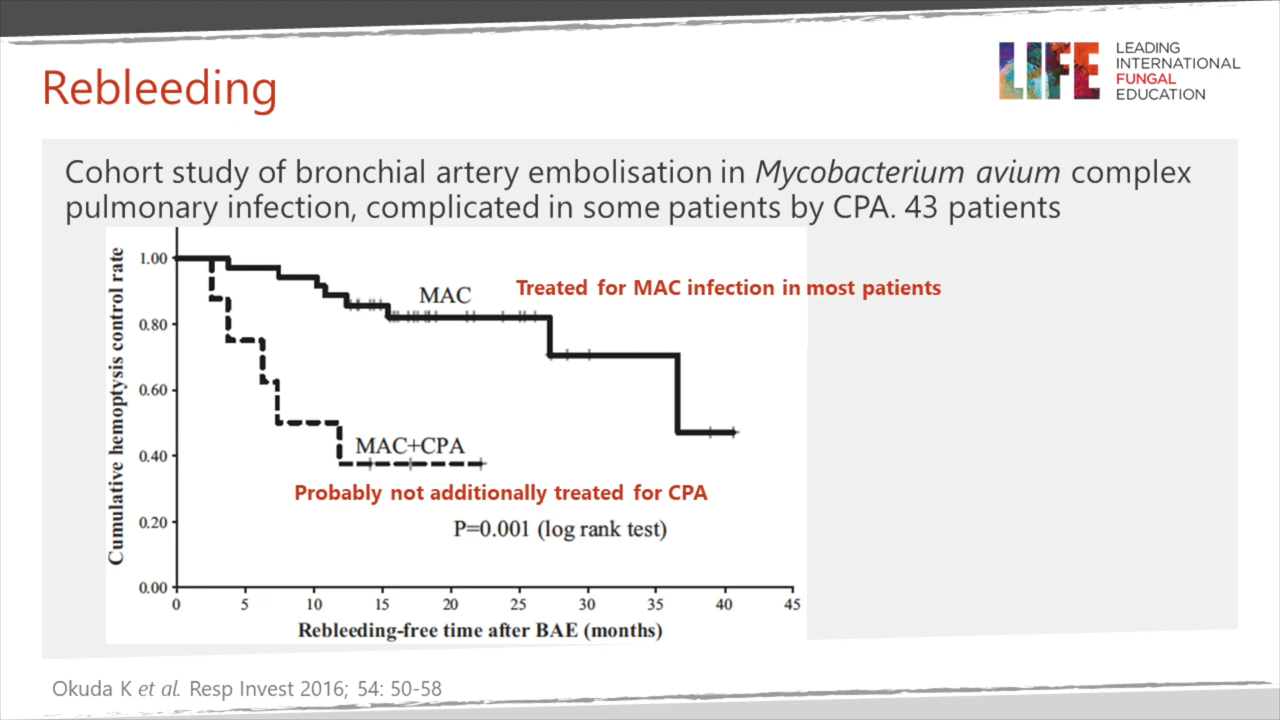 Rebleeding
LIFE
LEADING
INTERNATIONAL
FUNGAL
EDUCATION
Cohort study of bronchial artery embolisation in Mycobacterium avium complex
pulmonary infection, complicated in some patients by CPA. 43 patients
Cumulative hemoptysis control rate
1.00
0.80
0.60
0.40
0.20
0.00
MAC
Treated for MAC infection in most patients
MAC+CPA
Probably not additionally treated for CPA
P=0.001 (log rank test)
0 5 10 15 20 25 30 35 40 45
Rebleeding-free time after BAE (months)
Okuda K et al. Resp Invest 2016; 54: 50-58